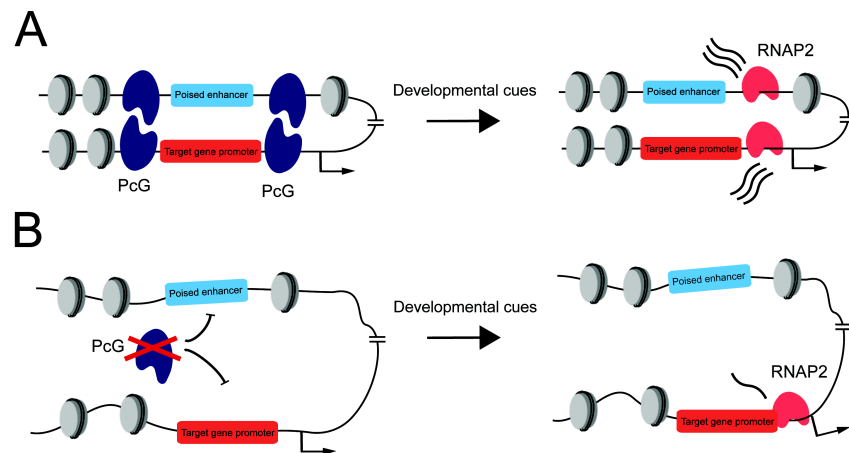 A
Poised enhancer
Target gene promoter
PcG
PcG
Developmental cues
RNAP2
Poised enhancer
Target gene promoter
B
Poised enhancer
PcG
Target gene promoter
Developmental cues
Poised enhancer
RNAP2
Target gene promoter